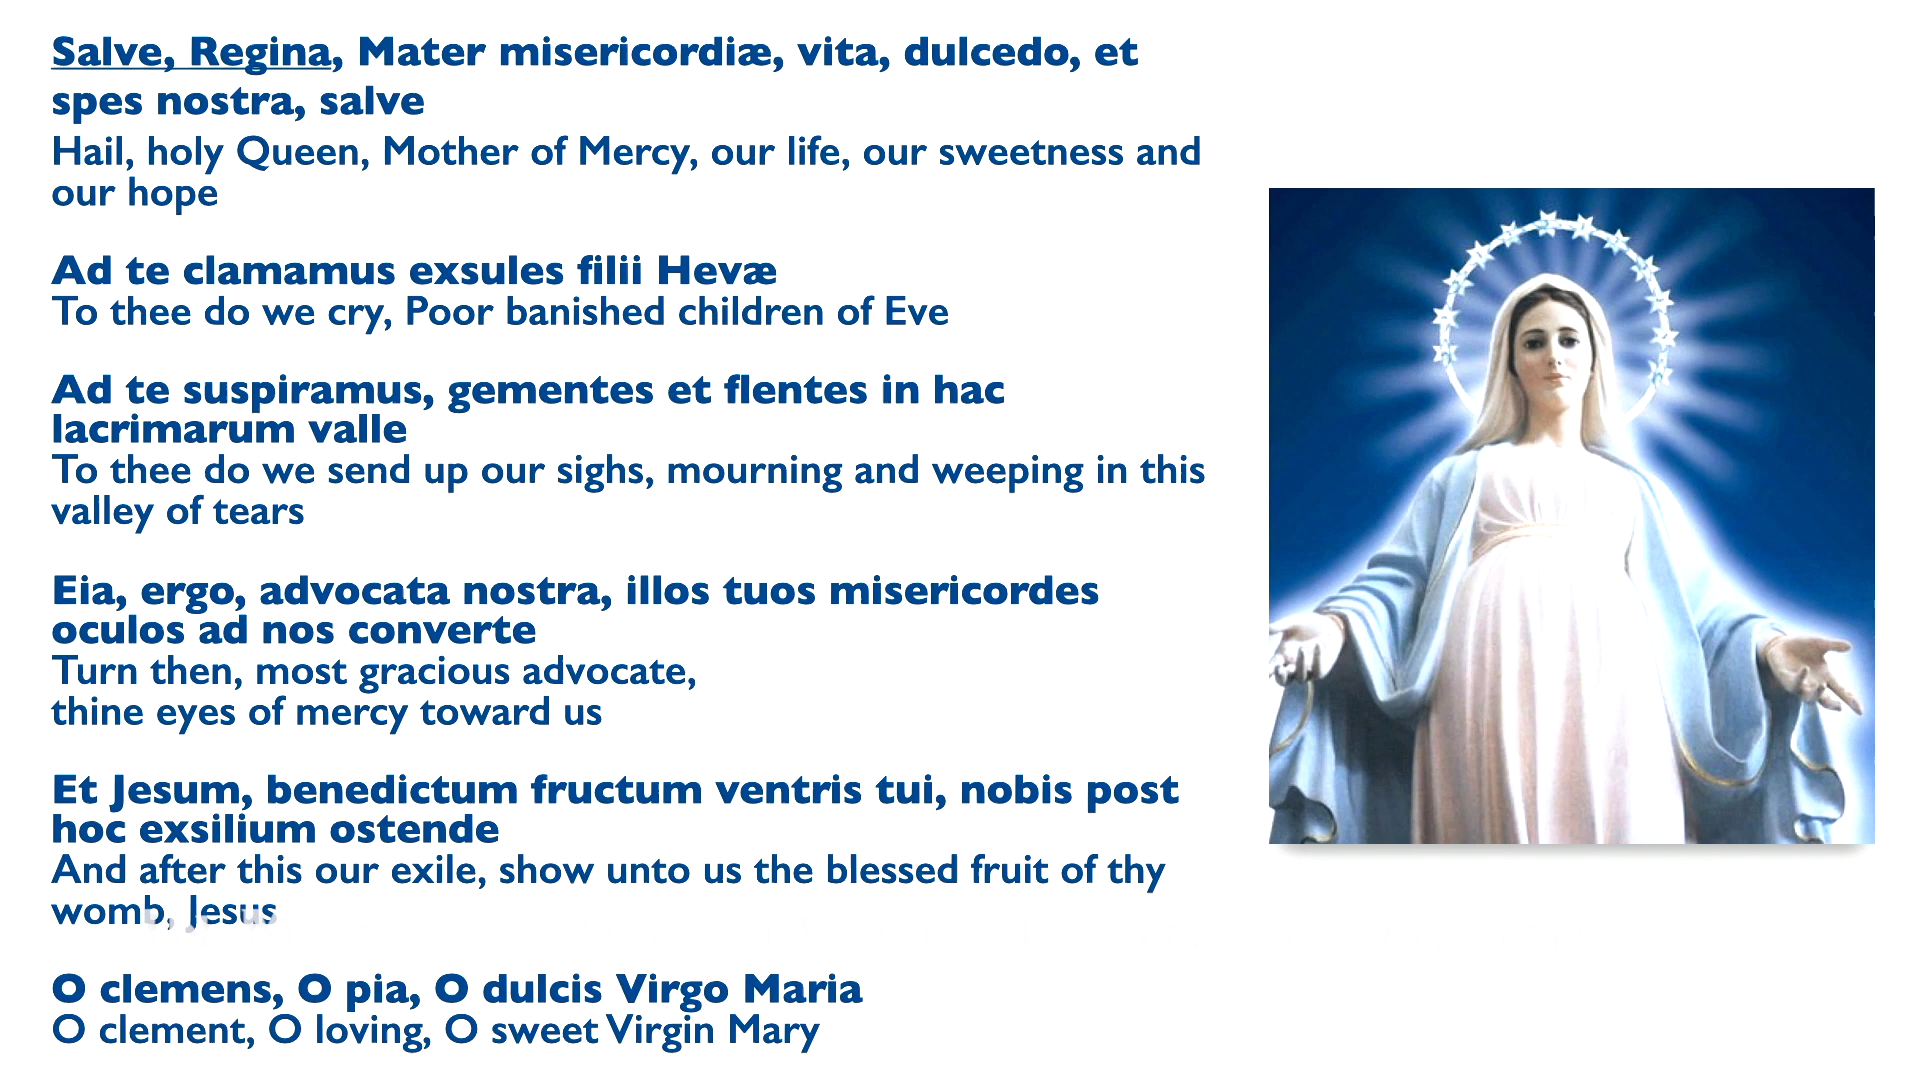 Salve, Regina, Mater misericordiæ, vita, dulcedo, et
spes nostra, salve
Hail, holy Queen, Mother of Mercy, our life, our sweetness and
our hope
Ad te clamamus exsules filii Hevæ
To thee do we cry, Poor banished children of Eve
Ad te suspiramus, gementes et flentes in hac
lacrimarum valle
To thee do we send up our sighs, mourning and weeping in this
valley of tears
Eia, ergo, advocata nostra, illos tuos misericordes
oculos ad nos converte
Turn then, most gracious advocate,
thine eyes of mercy toward us
Et Jesum, benedictum fructum ventris tui, nobis post
hoc exsilium ostende
And after this our exile, show unto us the blessed fruit of thy
womb, Jesus
O clemens, O pia, O dulcis Virgo Maria
O clement, O loving, O sweet Virgin Mary